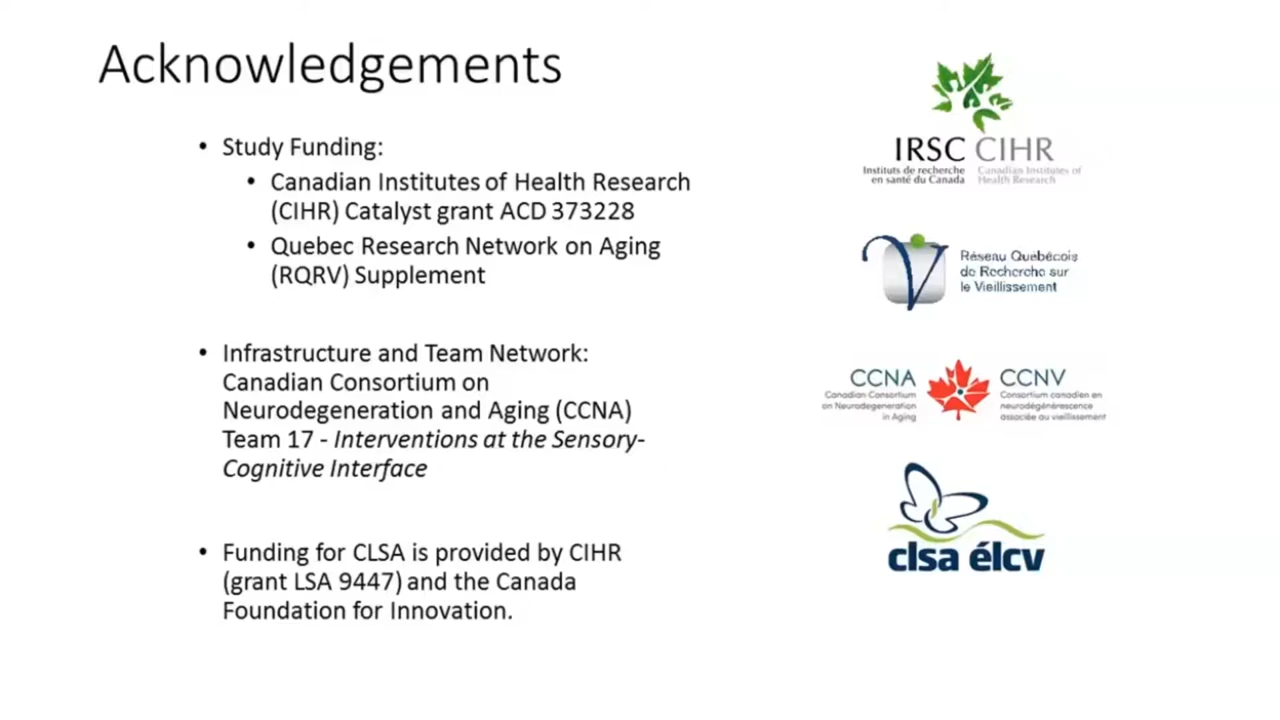 Acknowledgements
• Study Funding:
• Canadian Institutes of Health Research
(CIHR) Catalyst grant ACD 373228
• Quebec Research Network on Aging
(RQRV) Supplement
• Infrastructure and Team Network:
Canadian Consortium on
Neurodegeneration and Aging (CCNA)
Team 17 - Interventions at the Sensory-
Cognitive Interface
• Funding for CLSA is provided by CIHR
(grant LSA 9447) and the Canada
Foundation for Innovation.
IRSC CIHR
Instituts de recherche
en santé du Canada
Canadian Institutes of
Health Research
Réseau Québécois
de Recherche sur
le Vieillissement
CCNA
Canadian Consortium
on Neurodegeneration
in Aging
CCNV
Consortium canadien en
neurodégénérescence
associée au vieillissement
clsa élcv